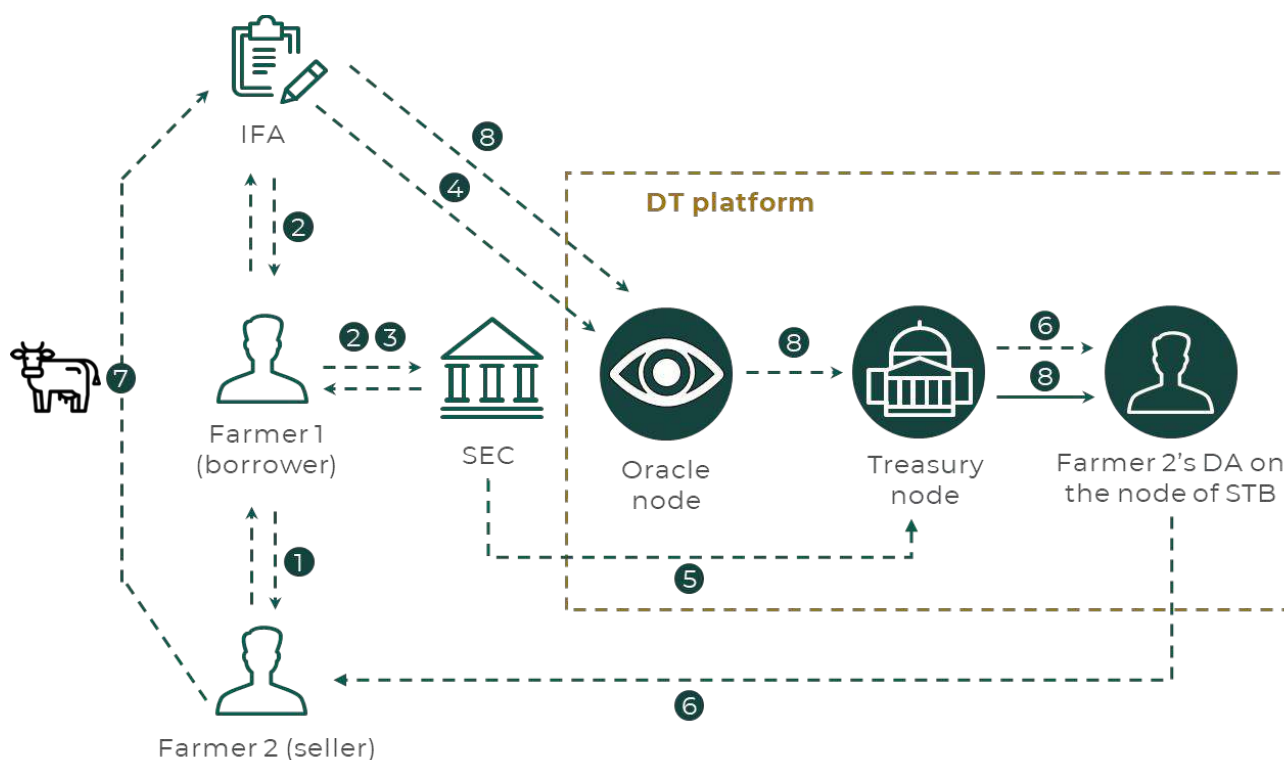 IFA
8
4
DT platform
2
2 3
8
6
8
7
Farmer 1
(borrower)
SEC
Oracle
node
Treasury
node
Farmer 2's DA on
the node of STB
1
5
6
Farmer 2 (seller)